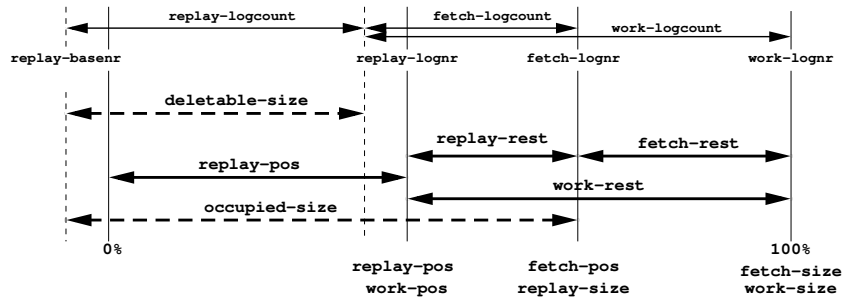 replay-logcount fetch-logcount
work-logcount
replay-basenr replay-lognr fetch-lognr work-lognr
deletable-size
replay-rest fetch-rest
replay-pos
work-rest
occupied-size
0% 100%
replay-pos fetch-pos fetch-size
work-pos replay-size work-size